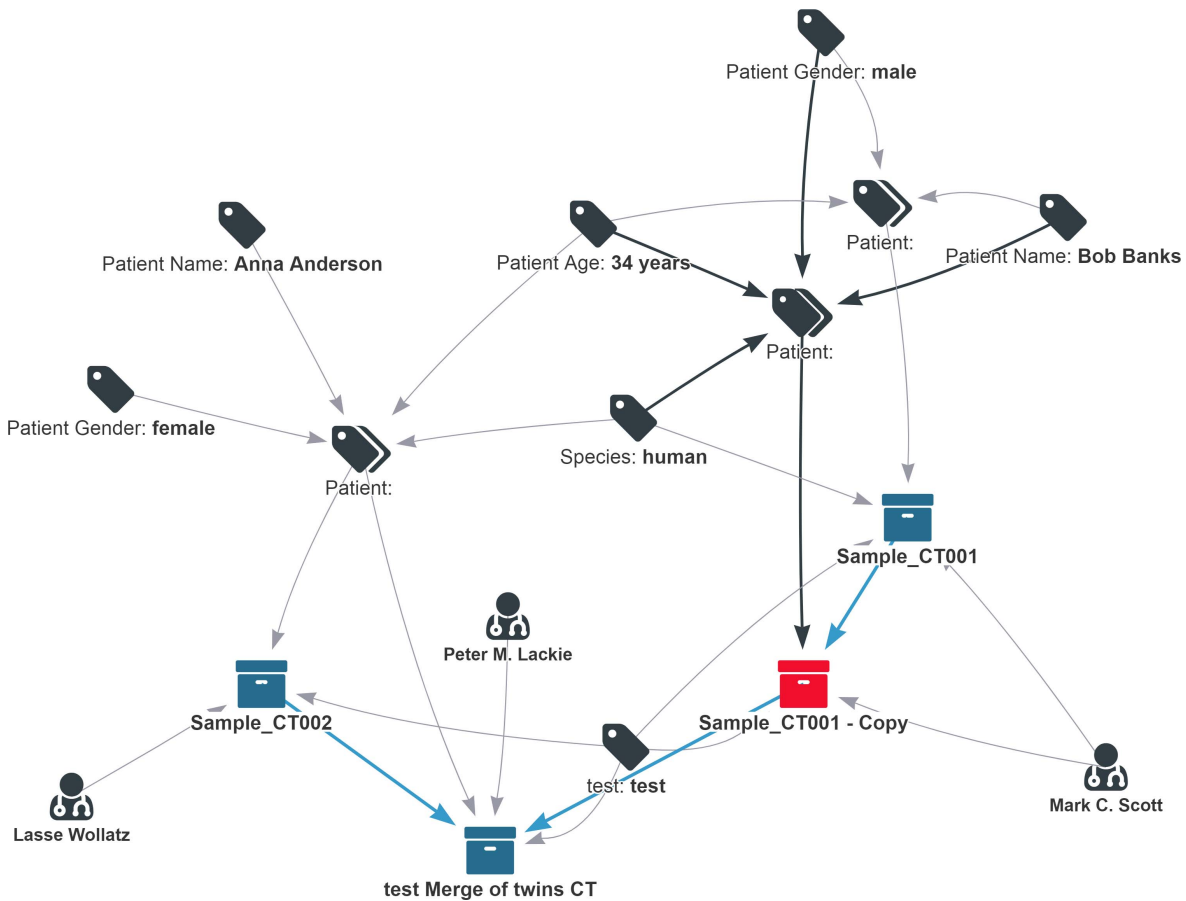 Patient Gender: male
Patient:
Patient Name: Anna Anderson
Patient Age: 34 years
Patient Name: Bob Banks
Patient:
Patient Gender: female
Species: human
Patient:
Sample_CT001
Peter M. Lackie
Sample_CT002
Sample_CT001 - Copy
test: test
Lasse Wollatz
Mark C. Scott
test Merge of twins CT